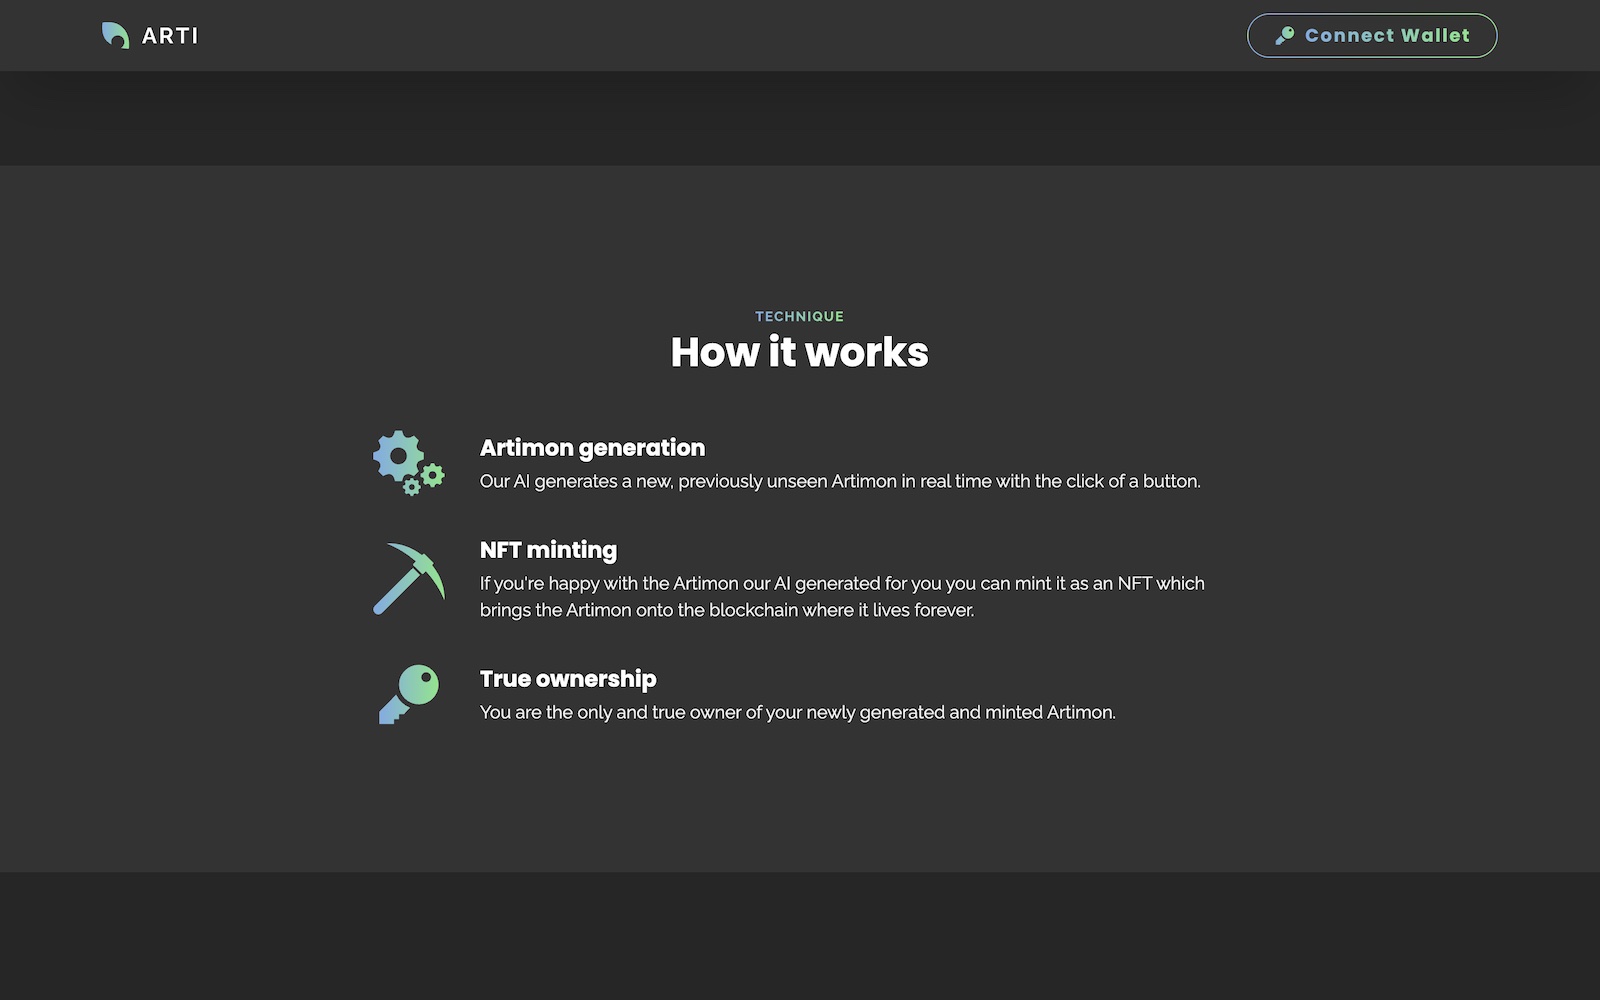 ARTI
Connect Wallet
TECHNIQUE
How it works
Artimon generation
Our AI generates a new, previously unseen Artimon in real time with the click of a button.
NFT minting
If you're happy with the Artimon our AI generated for you you can mint it as an NFT which
brings the Artimon onto the blockchain where it lives forever.
True ownership
You are the only and true owner of your newly generated and minted Artimon.